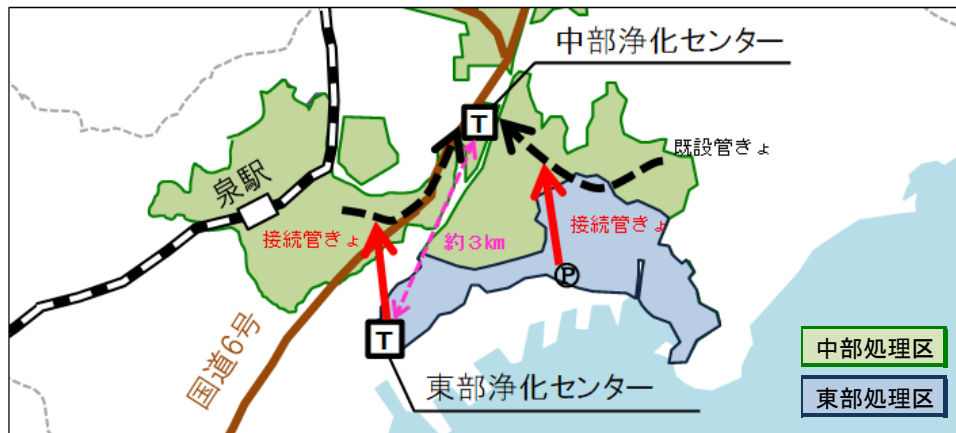 中部浄化センター
T
既設管きょ
泉駅
接続管きょ
接続管きょ
約3km
P
国道6号
T
東部浄化センター
中部処理区
東部処理区